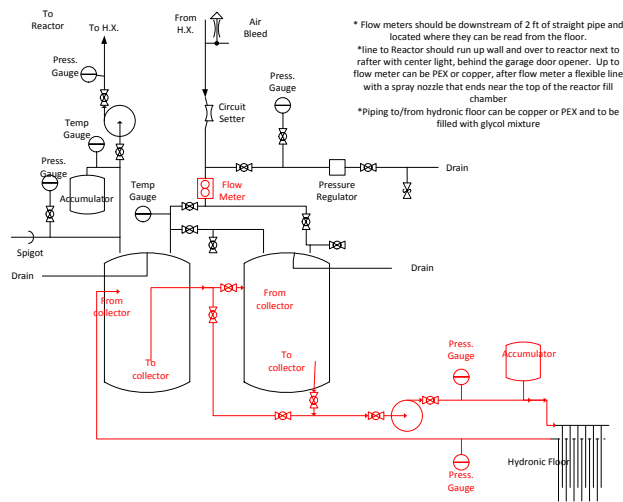 To
Reactor
To H.X.
From
H.X.
Air
Bleed
* Flow meters should be downstream of 2 ft of straight pipe and
located where they can be read from the floor.
*line to Reactor should run up wall and over to reactor next to
rafter with center light, behind the garage door opener. Up to
flow meter can be PEX or copper, after flow meter a flexible line
with a spray nozzle that ends near the top of the reactor fill
chamber
*Piping to/from hydronic floor can be copper or PEX and to be
filled with glycol mixture
Press.
Gauge
Press.
Gauge
Circuit
Setter
Temp
Gauge
Press.
Gauge
Accumulator
Temp
Gauge
Flow
Meter
Pressure
Regulator
Drain
Spigot
Drain
Drain
From
collector
From
collector
To
collector
To
collector
Press.
Gauge
Accumulator
Hydronic Floor
Press.
Gauge